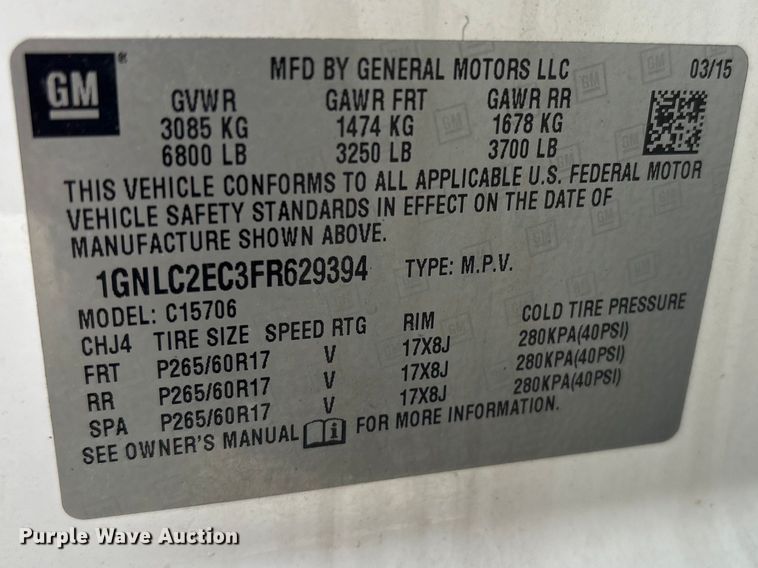 GM® MFD BY GENERAL MOTORS LLC 03/15
GVWR GAWR FRT GAWR RR
3085 KG 1474 KG 1678 KG
6800 LB 3250 LB 3700 LB
THIS VEHICLE CONFORMS TO ALL APPLICABLE U.S. FEDERAL MOTOR
VEHICLE SAFETY STANDARDS IN EFFECT ON THE DATE OF
MANUFACTURE SHOWN ABOVE.
1GNLC2EC3FR629394 TYPE: M.P.V.
MODEL: C15706
CHJ4 TIRE SIZE SPEED RTG RIM COLD TIRE PRESSURE
FRT P265/60R17 V 17X8J 280KPA(40PSI)
RR P265/60R17 V 17X8J 280KPA(40PSI)
SPA P265/60R17 V 17X8J 280KPA(40PSI)
SEE OWNER'S MANUAL FOR MORE INFORMATION.
Purple Wave Auction